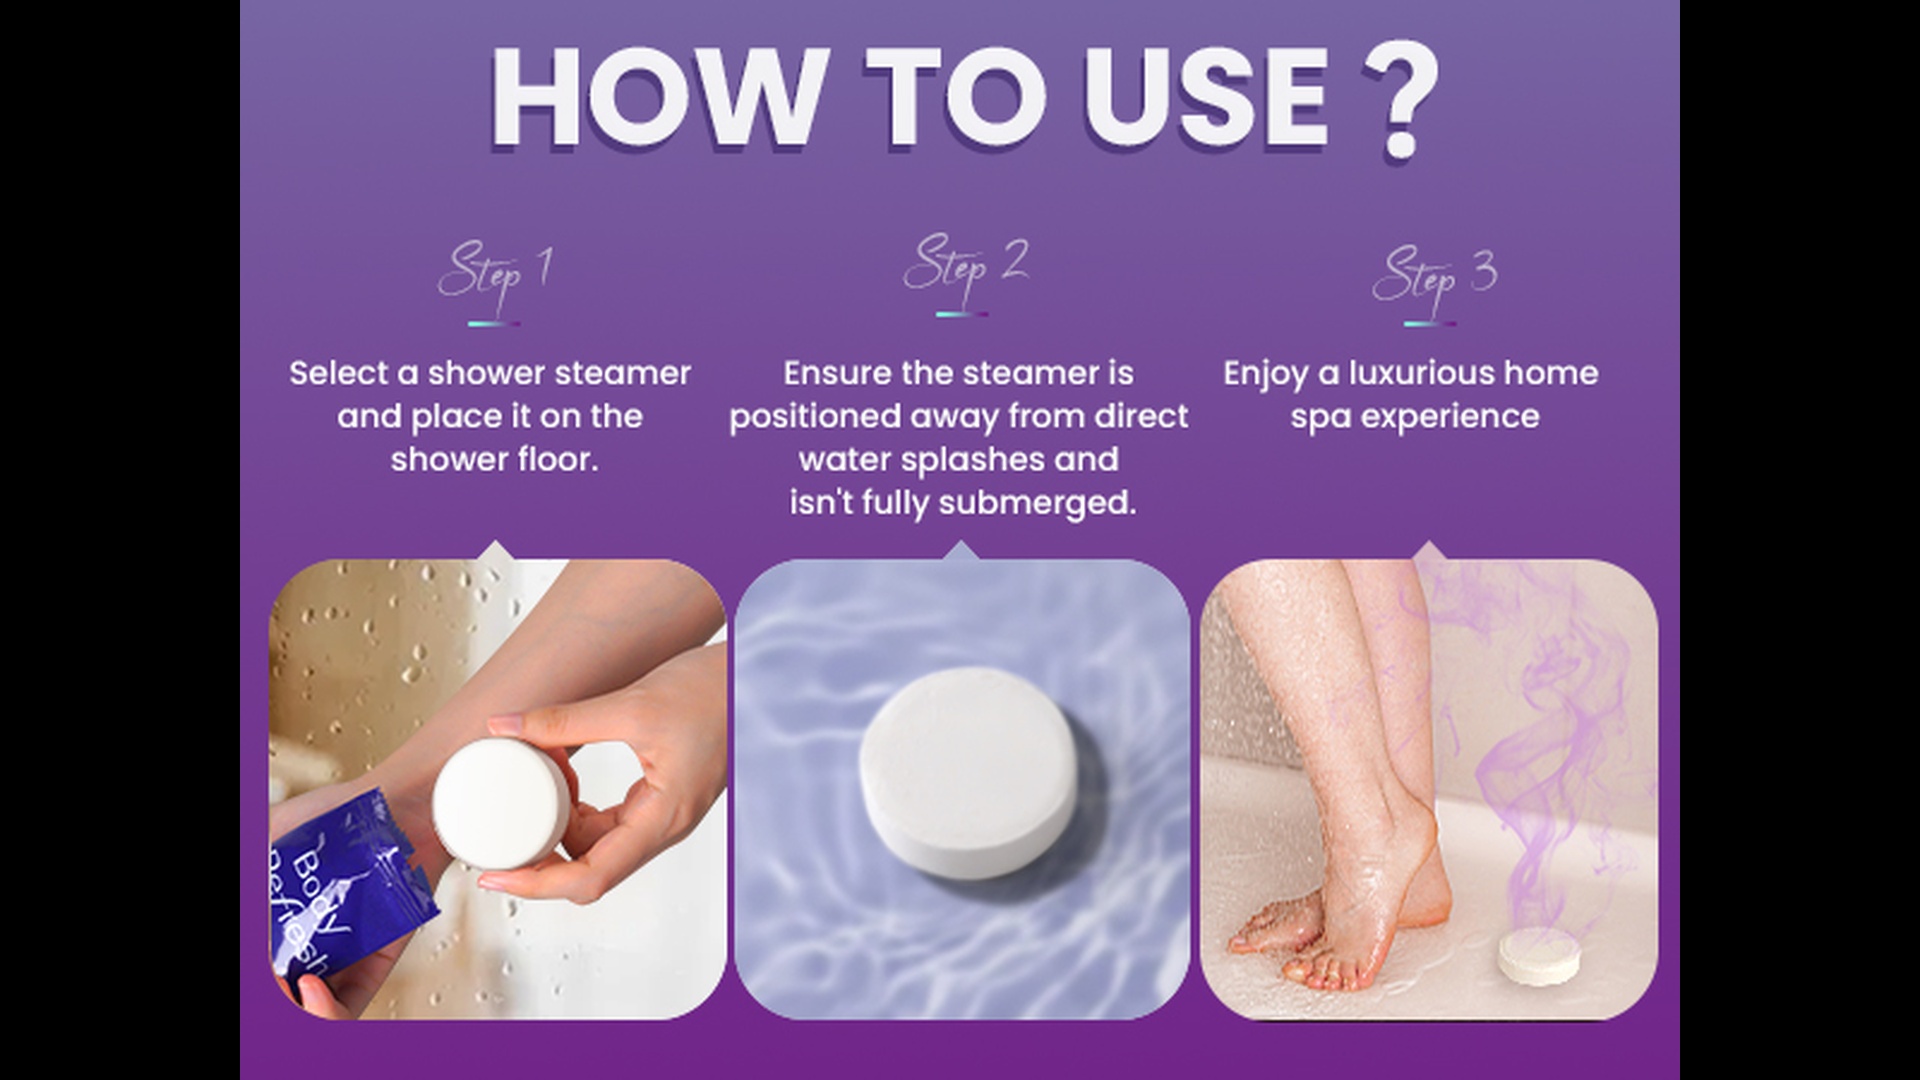 HOW TO USE ?
Step 1
Select a shower steamer
and place it on the
shower floor.
Step 2
Ensure the steamer is
positioned away from direct
water splashes and
isn't fully submerged.
Step 3
Enjoy a luxurious home
spa experience
Body
Refresh